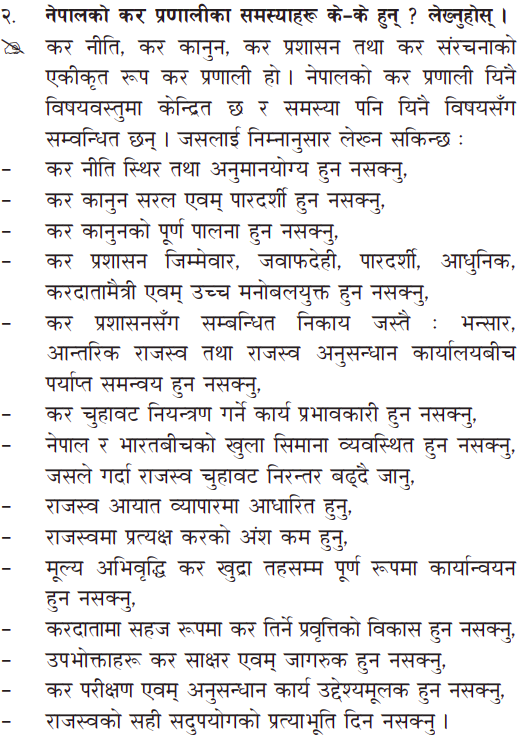 २. नेपालको कर प्रणालीका समस्याहरू के-के हुन् ? लेख्नुहोस् ।
कर नीति, कर कानुन, कर प्रशासन तथा कर संरचनाको
एकीकृत रूप कर प्रणाली हो । नेपालको कर प्रणाली यिनै
विषयवस्तुमा केन्द्रित छ र समस्या पनि यिनै विषयसँग
सम्वन्धित छन् । जसलाई निम्नानुसार लेख्न सकिन्छ :
– कर नीति स्थिर तथा अनुमानयोग्य हुन नसक्नु,
– कर कानुन सरल एवम् पारदर्शी हुन नसक्नु,
– कर कानुनको पूर्ण पालना हुन नसक्नु,
– कर प्रशासन जिम्मेवार, जवाफदेही, पारदर्शी, आधुनिक,
करदातामैत्री एवम् उच्च मनोबलयुक्त हुन नसक्नु,
– कर प्रशासनसँग सम्बन्धित निकाय जस्तै : भन्सार,
आन्तरिक राजस्व तथा राजस्व अनुसन्धान कार्यालयबीच
पर्याप्त समन्वय हुन नसक्नु,
– कर चुहावट नियन्त्रण गर्ने कार्य प्रभावकारी हुन नसक्नु,
– नेपाल र भारतबीचको खुला सिमाना व्यवस्थित हुन नसक्नु,
जसले गर्दा राजस्व चुहावट निरन्तर बढ्दै जानु,
– राजस्व आयात व्यापारमा आधारित हुनु,
– राजस्वमा प्रत्यक्ष करको अंश कम हुनु,
– मूल्य अभिवृद्धि कर खुद्रा तहसम्म पूर्ण रूपमा कार्यान्वयन
हुन नसक्नु,
– करदातामा सहज रूपमा कर तिर्ने प्रवृत्तिको विकास हुन नसक्नु,
– उपभोक्ताहरू कर साक्षर एवम् जागरुक हुन नसक्नु,
– कर परीक्षण एवम् अनुसन्धान कार्य उद्देश्यमूलक हुन नसक्नु,
– राजस्वको सही सदुपयोगको प्रत्याभूति दिन नसक्नु ।